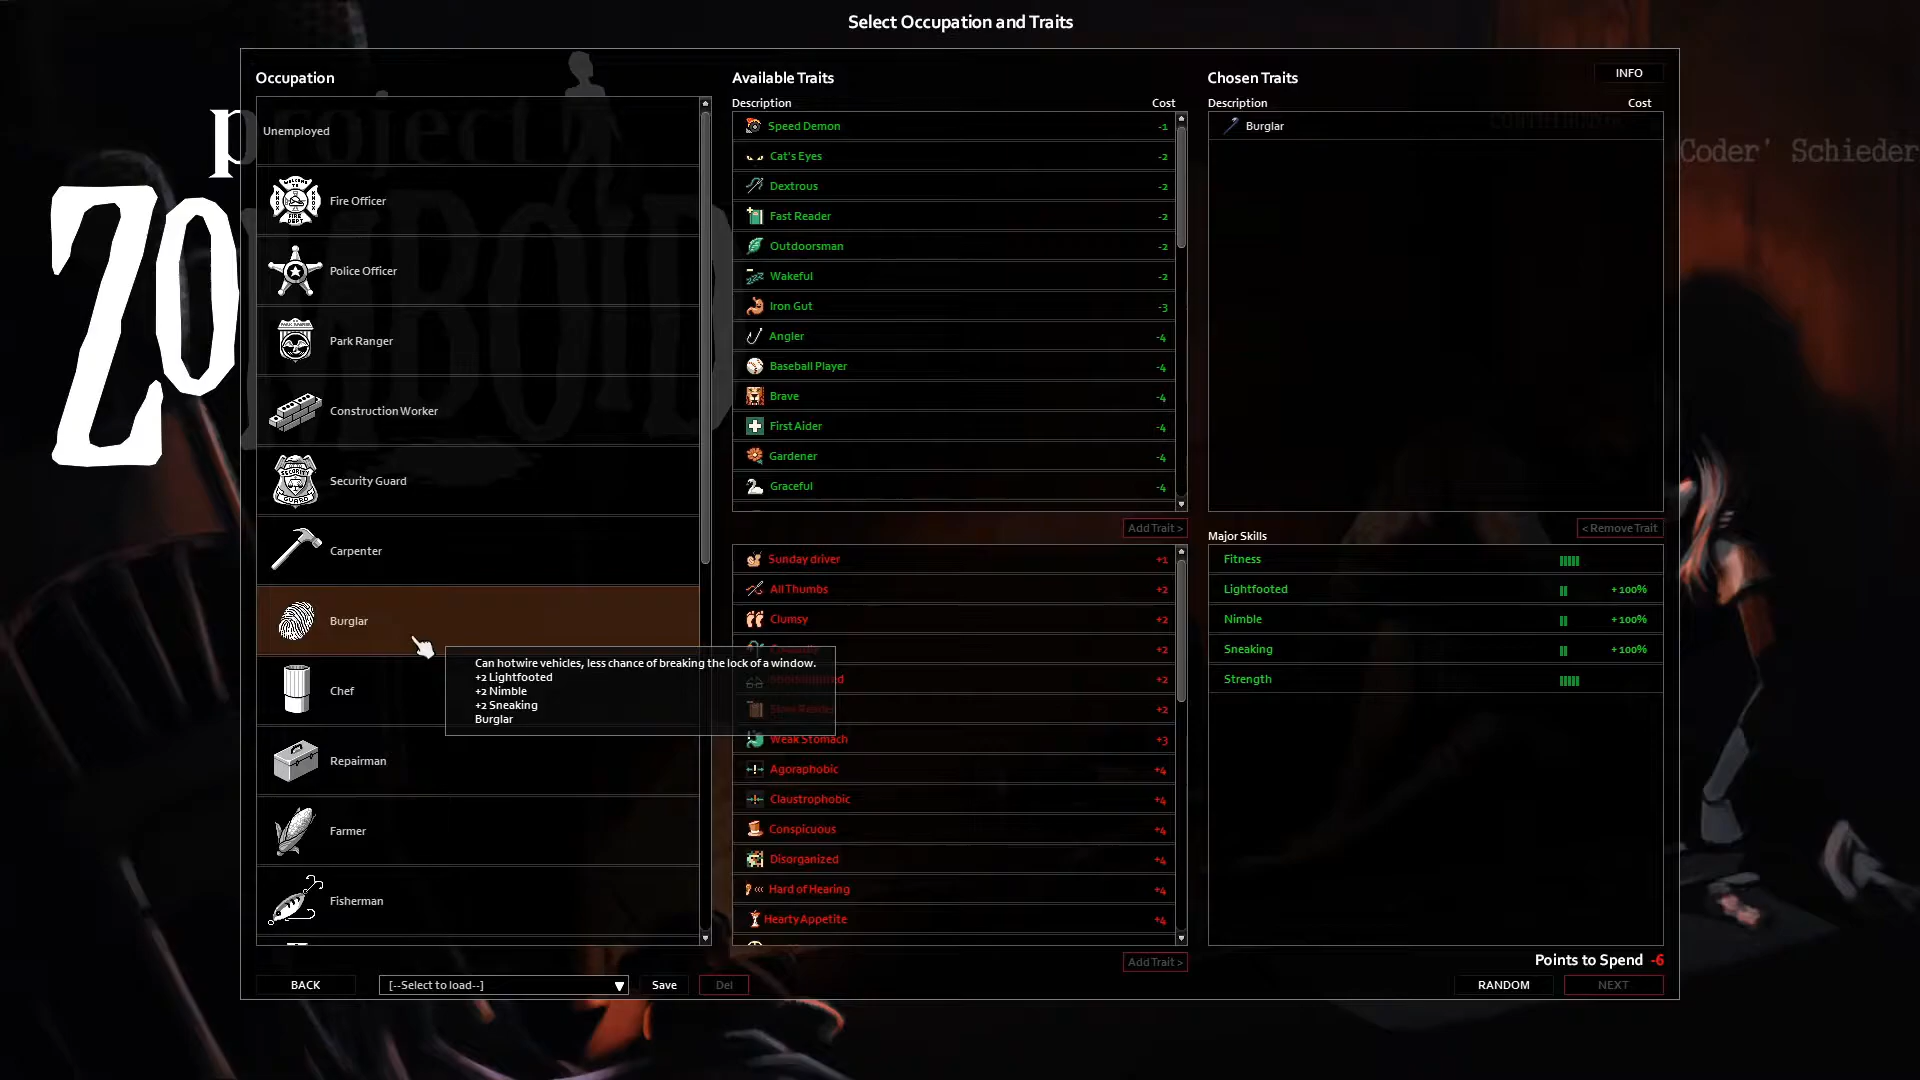 Select Occupation and Traits
Occupation
Unemployed
Fire Officer
Police Officer
Park Ranger
Construction Worker
Security Guard
Carpenter
Burglar
Chef
Repairman
Farmer
Fisherman
Can hotwire vehicles, less chance of breaking the lock of a window.
+2 Lightfooted
+2 Nimble
+2 Sneaking
Burglar
Available Traits
Description Cost
Speed Demon -1
Cat's Eyes -2
Dextrous -2
Fast Reader -2
Outdoorsman -2
Wakeful -2
Iron Gut -3
Angler -4
Baseball Player -4
Brave -4
First Aider -4
Gardener -4
Graceful -4
Add Trait >
Sunday driver +1
All Thumbs +2
Clumsy +2
Cowardly +2
+2
Slow Reader +2
Weak Stomach +3
Agoraphobic +4
Claustrophobic +4
Conspicuous +4
Disorganized +4
Hard of Hearing +4
Hearty Appetite +4
Add Trait >
Chosen Traits
INFO
Description Cost
Burglar
< Remove Trait
Major Skills
Fitness
Lightfooted +100%
Nimble +100%
Sneaking +100%
Strength
Points to Spend -6
BACK
[--Select to load--]
Save
Del
RANDOM
NEXT
project
ZOMBOID
Coder' Schieder